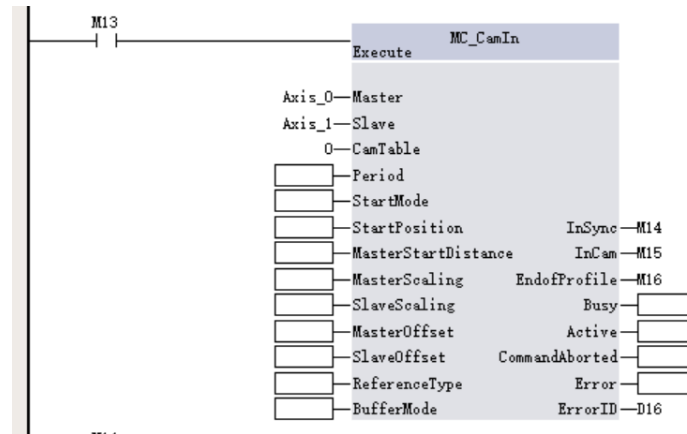 M13
MC_CamIn
Execute
Axis_0 Master
Axis_1 Slave
0 CamTable
Period
StartMode
StartPosition InSync M14
MasterStartDistance InCam M15
MasterScaling EndofProfile M16
SlaveScaling Busy
MasterOffset Active
SlaveOffset CommandAborted
ReferenceType Error
BufferMode ErrorID D16